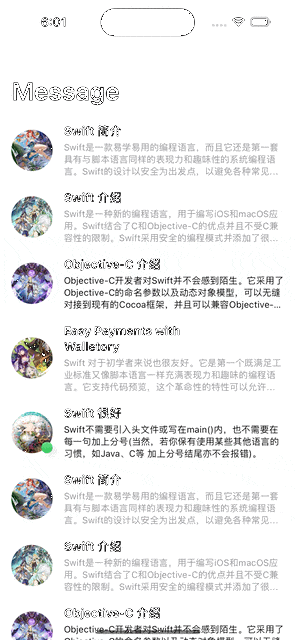 6:01
Message
Swift 简介
Swift是一款易学易用的编程语言，而且它还是第一套
具有与脚本语言同样的表现力和趣味性的系统编程语
言。Swift的设计以安全为出发点，以避免各种常见...
Swift 介绍
Swift是一种新的编程语言，用于编写iOS和macOS应
用。Swift结合了C和Objective-C的优点并且不受C兼
容性的限制。Swift采用安全的编程模式并添加了很...
Objective-C 介绍
Objective-C开发者对Swift并不会感到陌生。它采用了
Objective-C的命名参数以及动态对象模型，可以无缝
对接到现有的Cocoa框架，并且可以兼容Objective-...
Easy Payments with
Walletory
Swift 对于初学者来说也很友好。它是第一个既满足工
业标准又像脚本语言一样充满表现力和趣味的编程语
言。它支持代码预览，这个革命性的特性可以允许...
Swift 很好
Swift不需要引入头文件或写在main()内，也不需要在
每一句加上分号(当然，若你保有使用某些其他语言的
习惯，如Java、C等 加上分号结尾亦不会报错)。
Swift 简介
Swift是一款易学易用的编程语言，而且它还是第一套
具有与脚本语言同样的表现力和趣味性的系统编程语
言。Swift的设计以安全为出发点，以避免各种常见...
Swift 介绍
Swift是一种新的编程语言，用于编写iOS和macOS应
用。Swift结合了C和Objective-C的优点并且不受C兼
容性的限制。Swift采用安全的编程模式并添加了很...
Objective-C 介绍
Objective-C开发者对Swift并不会感到陌生。它采用了
Objective-C的命名参数以及动态对象模型，可以无缝